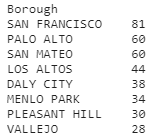 Borough
SAN FRANCISCO 81
PALO ALTO 60
SAN MATEO 60
LOS ALTOS 44
DALY CITY 38
MENLO PARK 34
PLEASANT HILL 30
VALLEJO 28